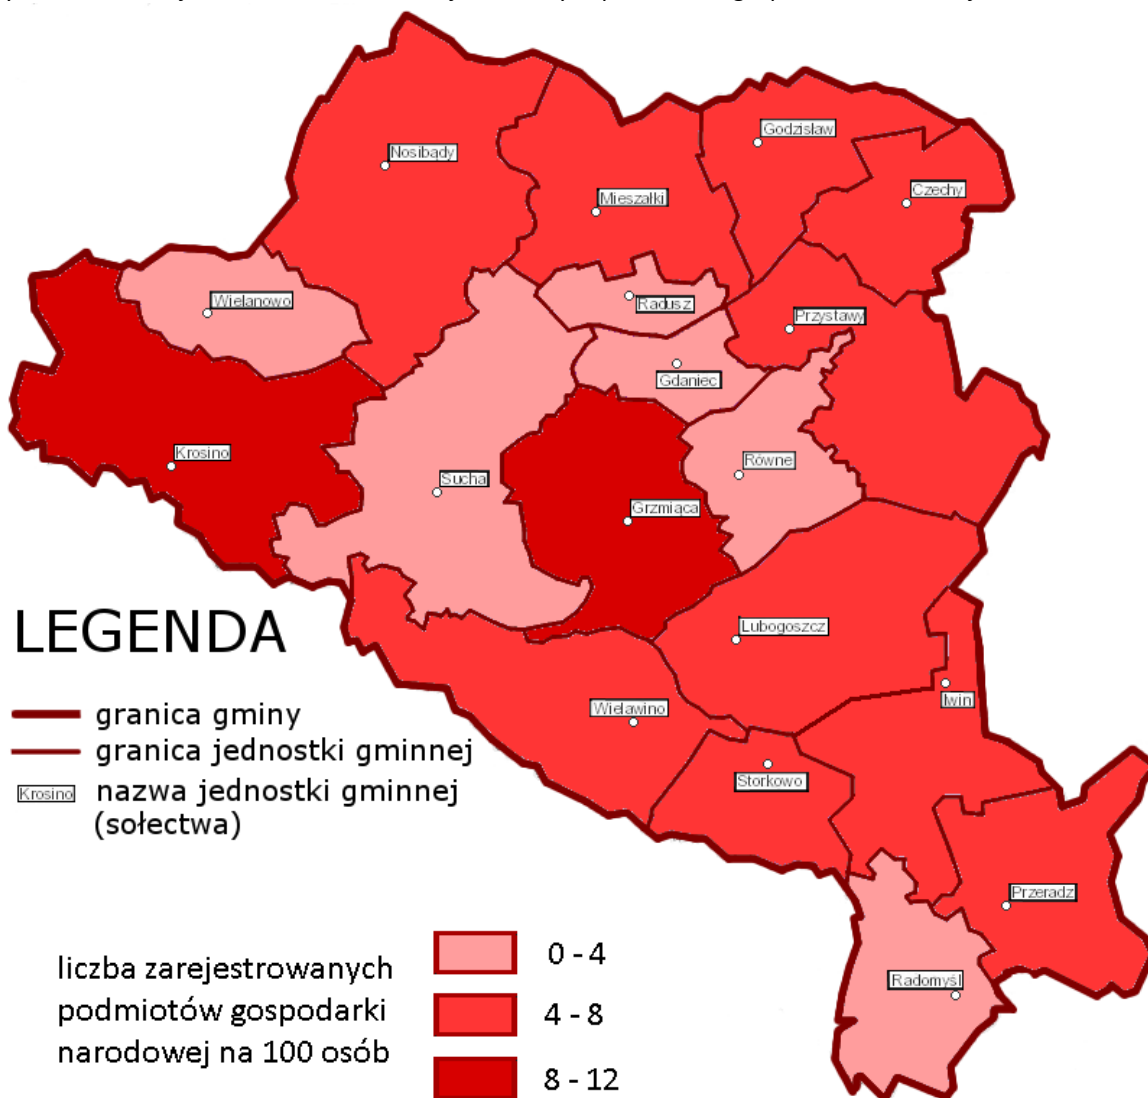 Nosibądy
Godzisław
Mieszałki
Czechy
Wielanowo
Radusz
Przystawy
Gdaniec
Krosino
Sucha
Równe
Grzmiąca
LEGENDA
Lubogoszcz
granica gminy
Wielawino
Iwin
granica jednostki gminnej
Storkowo
Krosino
nazwa jednostki gminnej
(sołectwa)
Przeradz
liczba zarejestrowanych
podmiotów gospodarki
narodowej na 100 osób
0 - 4
4 - 8
8 - 12
Radomyśl